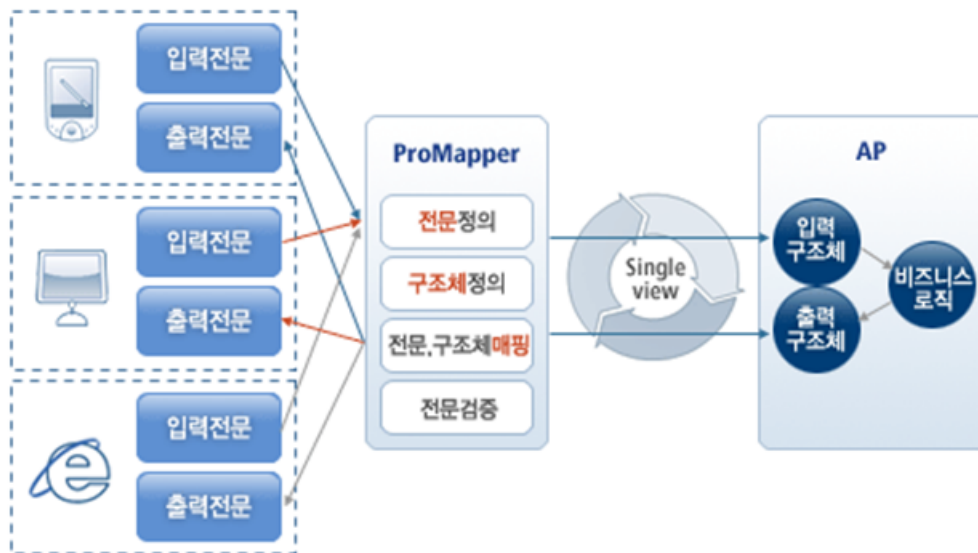 입력전문
출력전문
입력전문
출력전문
입력전문
출력전문
ProMapper
전문정의
구조체정의
전문,구조체매핑
전문검증
Single
view
AP
입력
구조체
출력
구조체
비즈니스
로직